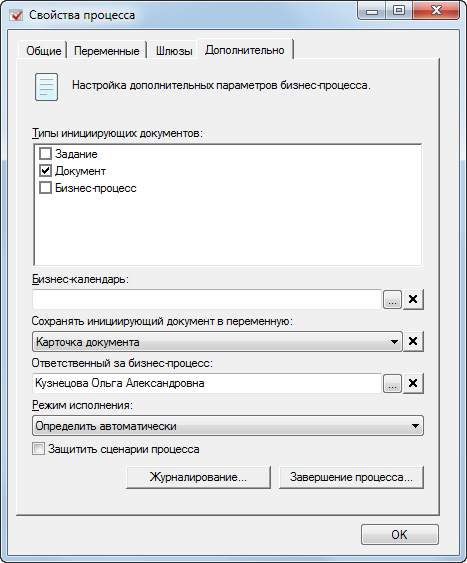 Свойства процесса
Общие Переменные Шлюзы Дополнительно
Настройка дополнительных параметров бизнес-процесса.
Типы инициирующих документов:
Задание
Документ
Бизнес-процесс
Бизнес-календарь:
...
Сохранять инициирующий документ в переменную:
Карточка документа
Ответственный за бизнес-процесс:
Кузнецова Ольга Александровна ...
Режим исполнения:
Определить автоматически
Защитить сценарии процесса
Журналирование... Завершение процесса...
OK